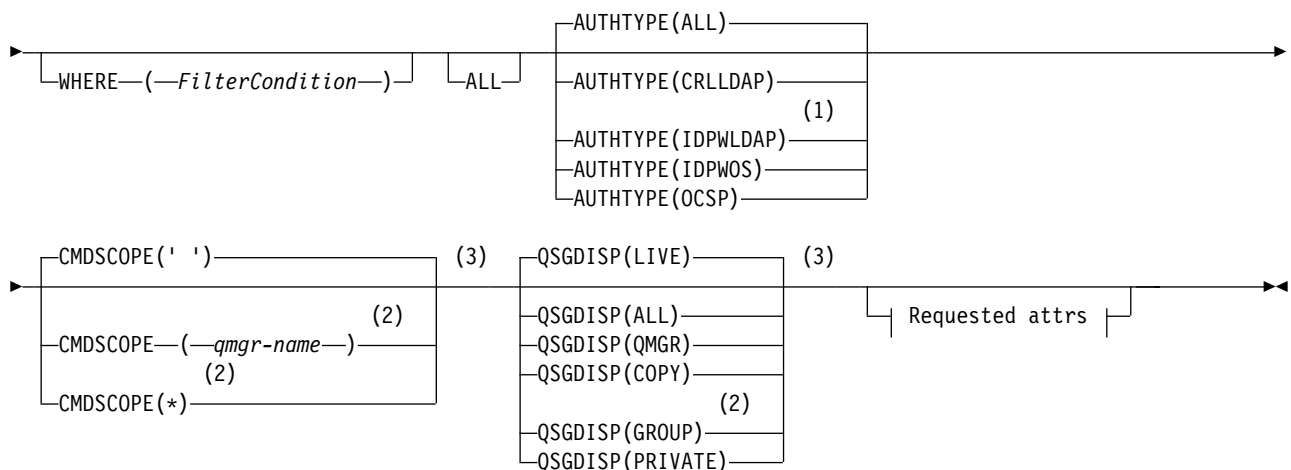 AUTHTYPE(ALL)
WHERE ( FilterCondition ) ALL AUTHTYPE(CRLLDAP)
(1)
AUTHTYPE(IDPWLDAP)
AUTHTYPE(IDPWOS)
AUTHTYPE(OCSP)
CMDSCOPE(' ') (3) QSGDISP(LIVE) (3)
(2) QSGDISP(ALL) Requested attrs
CMDSCOPE ( qmgr-name ) QSGDISP(QMGR)
(2) QSGDISP(COPY)
CMDSCOPE(*) (2)
QSGDISP(GROUP)
QSGDISP(PRIVATE)